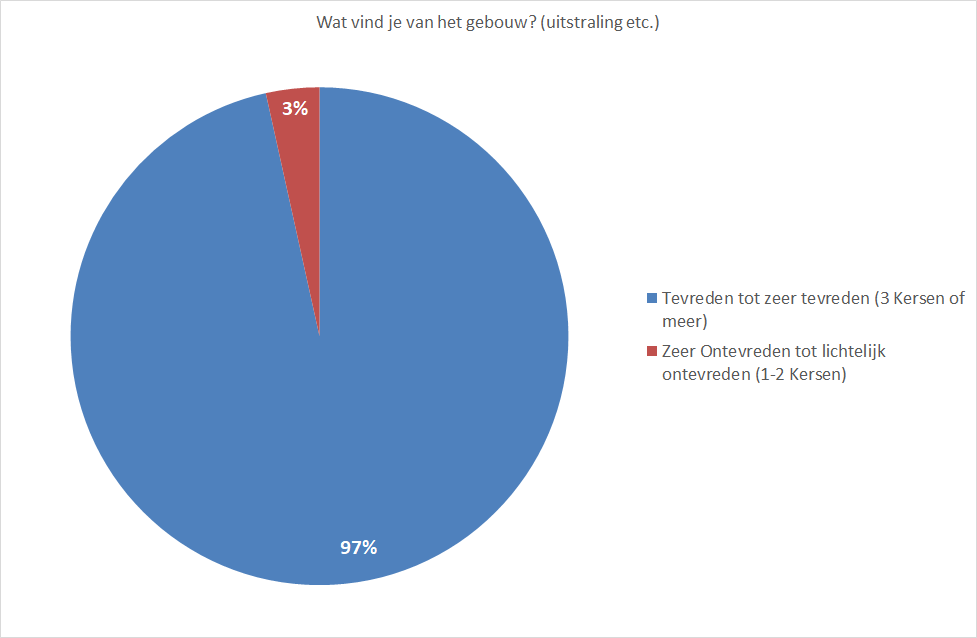 Wat vind je van het gebouw? (uitstraling etc.)
3%
97%
Tevreden tot zeer tevreden (3 Kersen of
meer)
Zeer Ontevreden tot lichtelijk
ontevreden (1-2 Kersen)